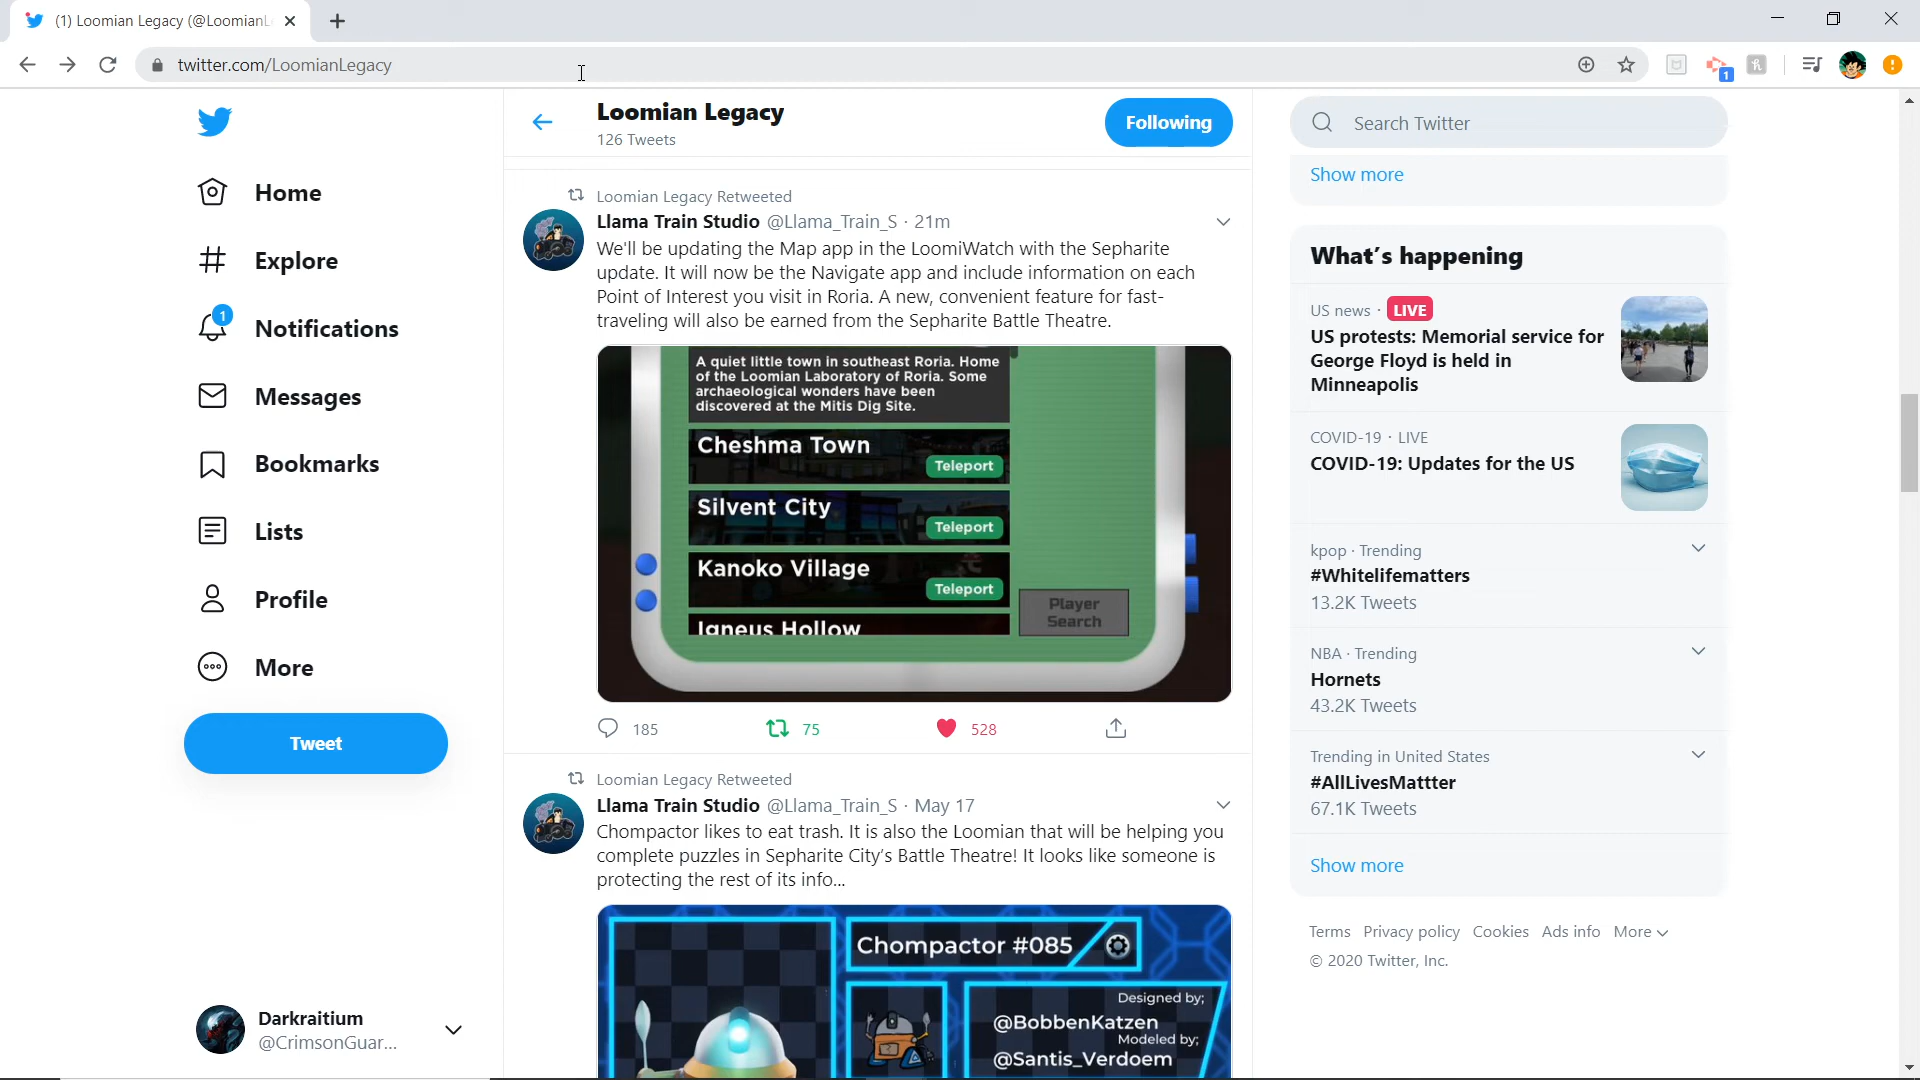 (1) Loomian Legacy (@LoomianL
twitter.com/LoomianLegacy
1
Home
Explore
1
Notifications
Messages
Bookmarks
Lists
Profile
More
Tweet
Darkraitium
@CrimsonGuar...
Loomian Legacy
126 Tweets
Following
Loomian Legacy Retweeted
Llama Train Studio @Llama_Train_S · 21m
We'll be updating the Map app in the LoomiWatch with the Sepharite
update. It will now be the Navigate app and include information on each
Point of Interest you visit in Roria. A new, convenient feature for fast-
traveling will also be earned from the Sepharite Battle Theatre.
A quiet little town in southeast Roria. Home
of the Loomian Laboratory of Roria. Some
archaeological wonders have been
discovered at the Mitis Dig Site.
Cheshma Town
Teleport
Silvent City
Teleport
Kanoko Village
Teleport
Igneus Hollow
Player
Search
185
75
528
Loomian Legacy Retweeted
Llama Train Studio @Llama_Train_S · May 17
Chompactor likes to eat trash. It is also the Loomian that will be helping you
complete puzzles in Sepharite City's Battle Theatre! It looks like someone is
protecting the rest of its info...
Chompactor #085
Designed by;
@BobbenKatzen
Modeled by;
@Santis_Verdoem
Search Twitter
Show more
What's happening
US news · LIVE
US protests: Memorial service for
George Floyd is held in
Minneapolis
COVID-19 · LIVE
COVID-19: Updates for the US
kpop · Trending
#Whitelifematters
13.2K Tweets
NBA · Trending
Hornets
43.2K Tweets
Trending in United States
#AllLivesMattter
67.1K Tweets
Show more
Terms Privacy policy Cookies Ads info More
© 2020 Twitter, Inc.